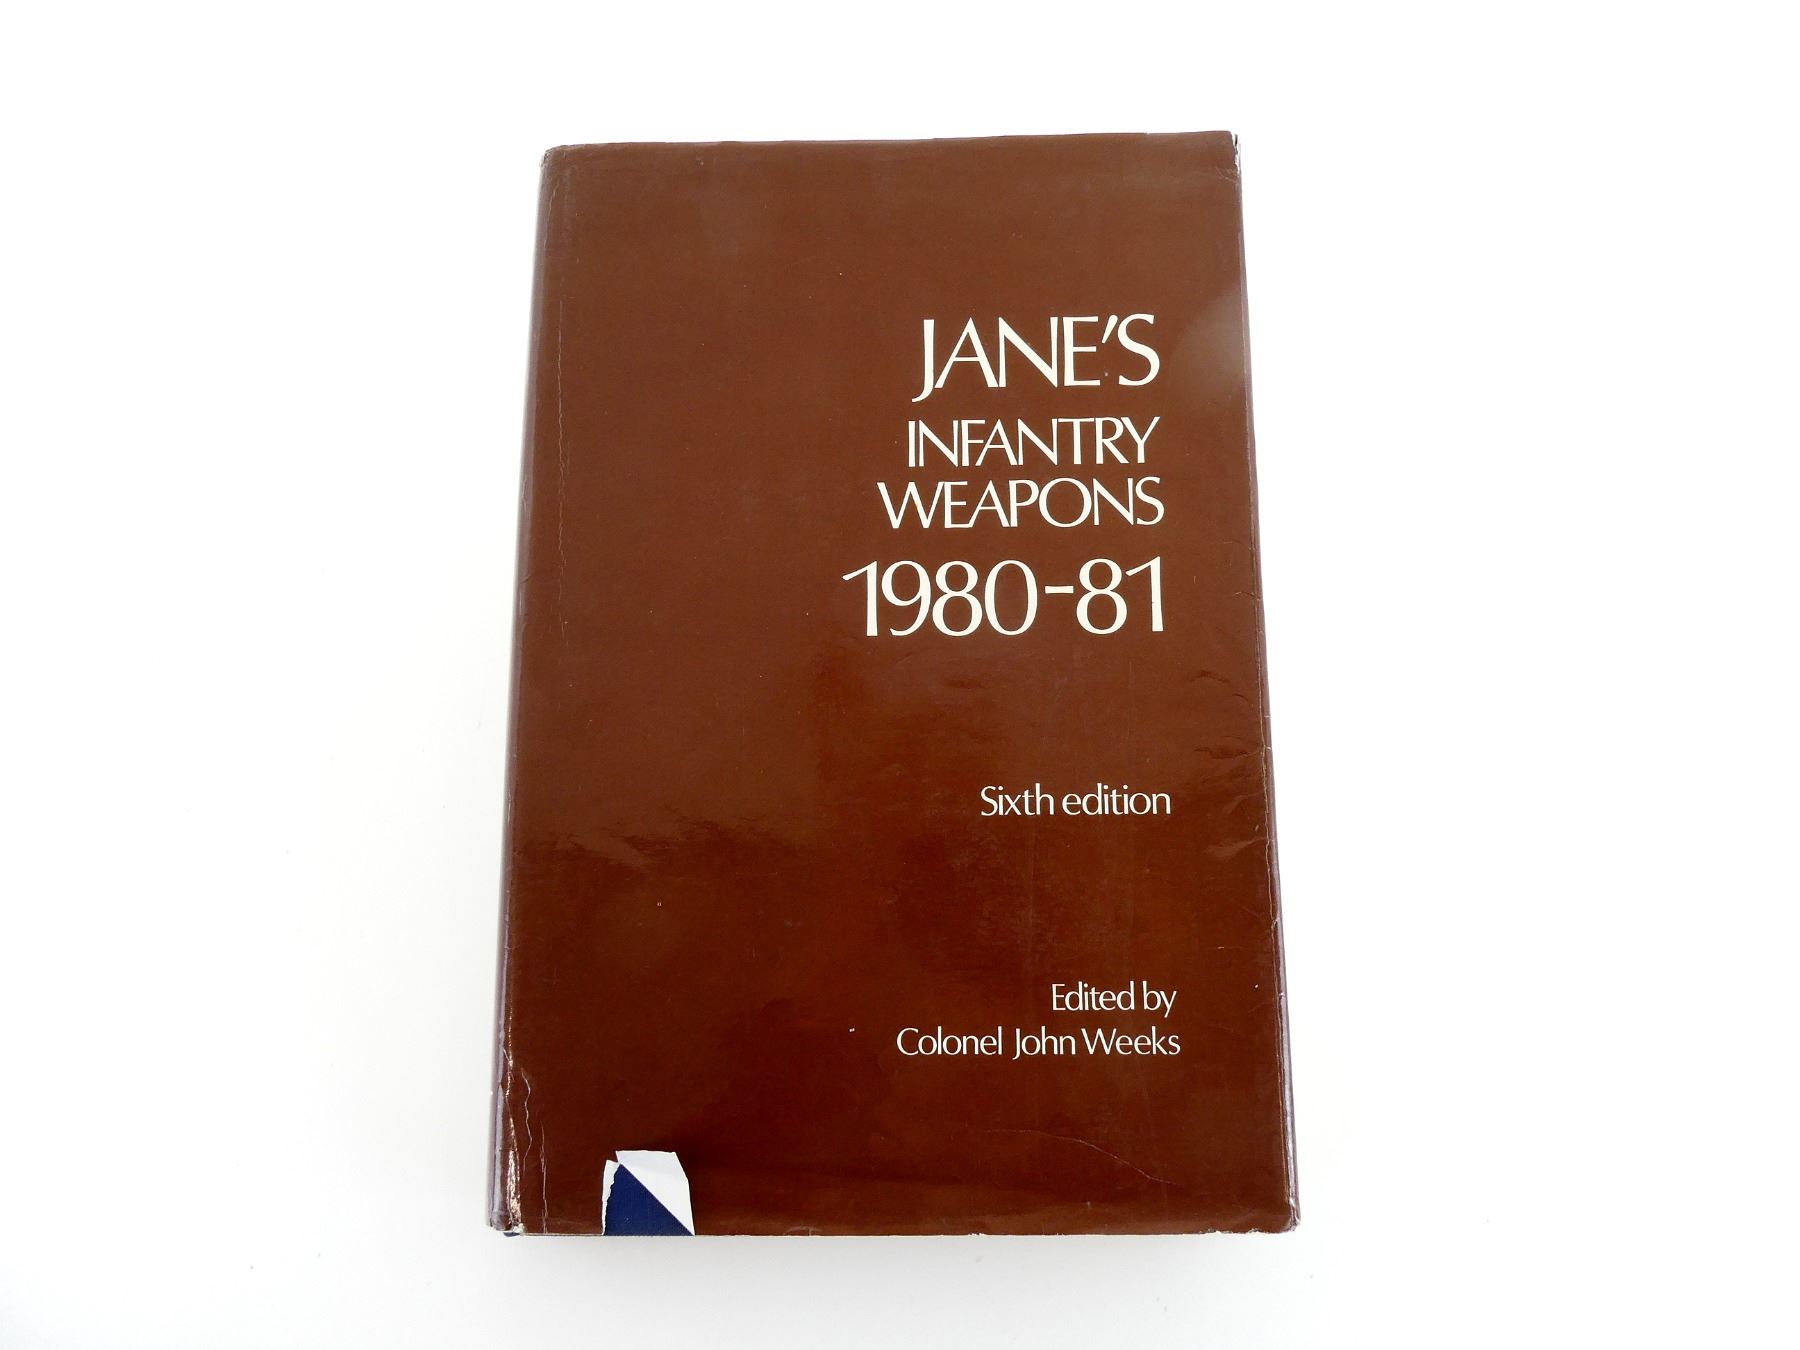 JANE'S
INFANTRY
WEAPONS
1980-81
Sixth edition
Edited by
Colonel John Weeks